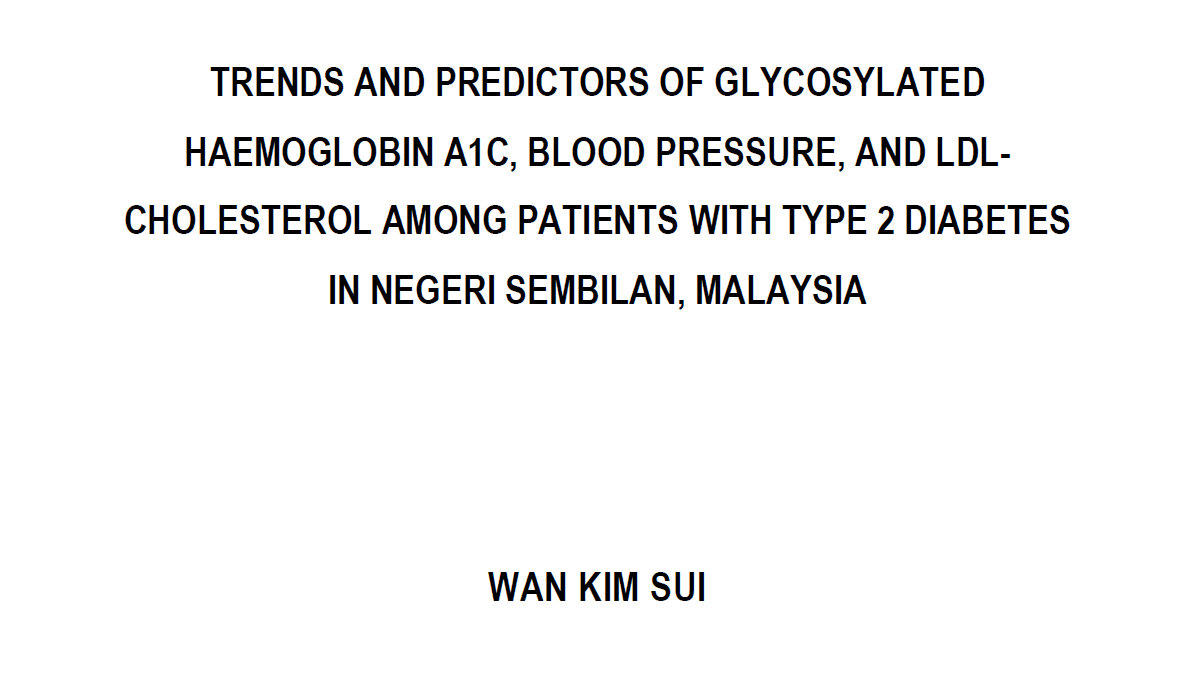 TRENDS AND PREDICTORS OF GLYCOSYLATED
HAEMOGLOBIN A1C, BLOOD PRESSURE, AND LDL-
CHOLESTEROL AMONG PATIENTS WITH TYPE 2 DIABETES
IN NEGERI SEMBILAN, MALAYSIA
WAN KIM SUI